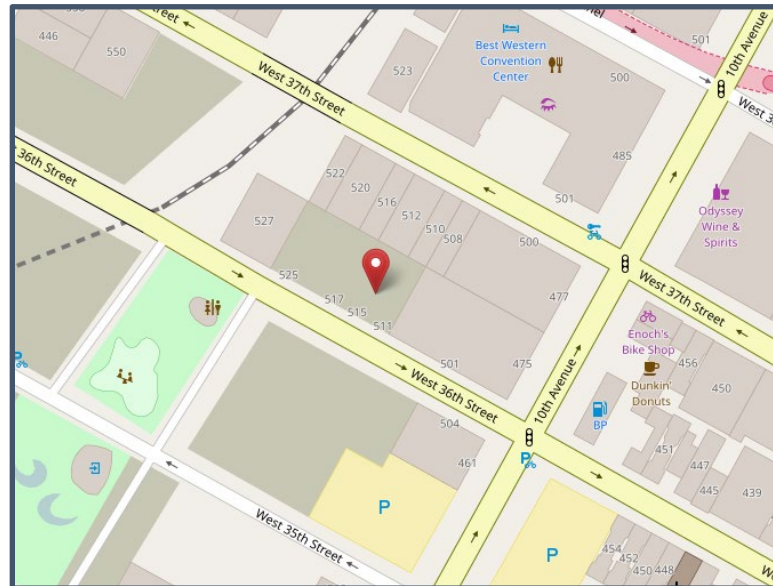 Street
446
550
West 37th Street
523
Best Western
Convention
Center
500
501
10th Avenue
485
501
Odyssey
Wine &
Spirits
West 36th Street
522
520
516
512
510
508
500
477
527
525
517
515
511
501
475
West 37th Street
Enoch's
Bike Shop
456
Dunkin'
Donuts
450
BP
10th Avenue
451
447
445
439
West 36th Street
504
461
P
P
West 35th Street
P
454
452
450
448